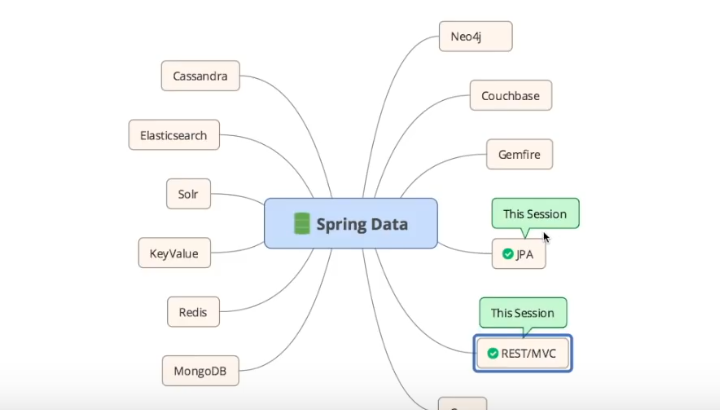 Neo4j
Cassandra
Couchbase
Elasticsearch
Gemfire
Solr
This Session
Spring Data
KeyValue
JPA
Redis
This Session
REST/MVC
MongoDB